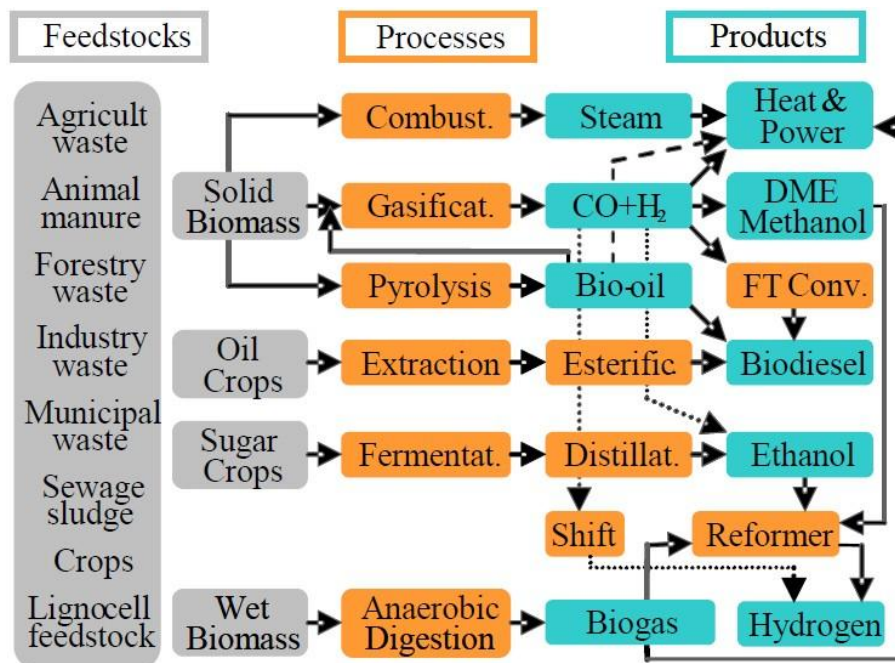 Feedstocks
Processes
Products
Agricult
waste
Animal
manure
Forestry
waste
Industry
waste
Municipal
waste
Sewage
sludge
Crops
Lignocell
feedstock
Solid
Biomass
Oil
Crops
Sugar
Crops
Wet
Biomass
Combust.
Gasificat.
Pyrolysis
Extraction
Fermentat.
Anaerobic
Digestion
Steam
CO+H₂
Bio-oil
Esterific.
Distillat.
Shift
Biogas
Heat &
Power
DME
Methanol
FT Conv.
Biodiesel
Ethanol
Reformer
Hydrogen